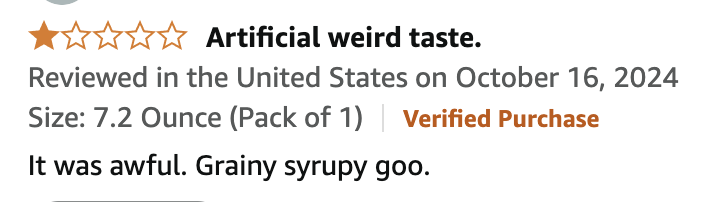 Artificial weird taste.
Reviewed in the United States on October 16, 2024
Size: 7.2 Ounce (Pack of 1) | Verified Purchase
It was awful. Grainy syrupy goo.